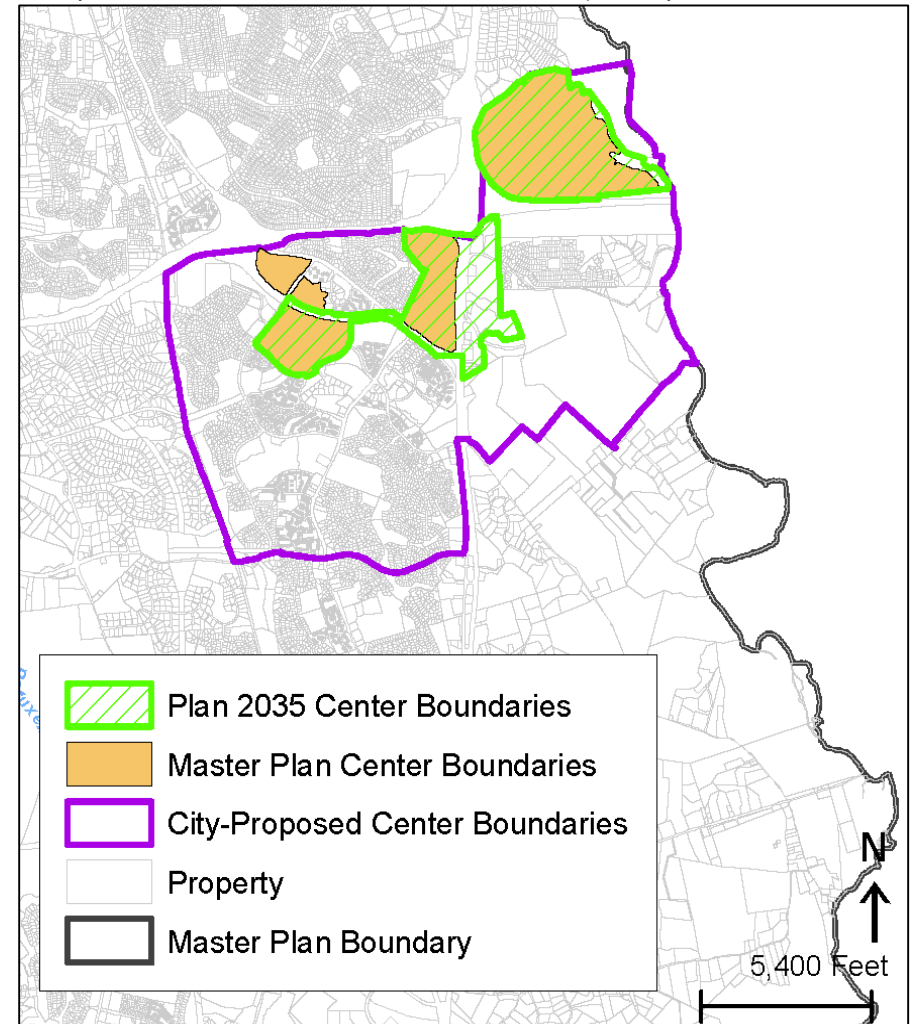 Plan 2035 Center Boundaries
Master Plan Center Boundaries
City-Proposed Center Boundaries
Property
Master Plan Boundary
N
5,400 Feet